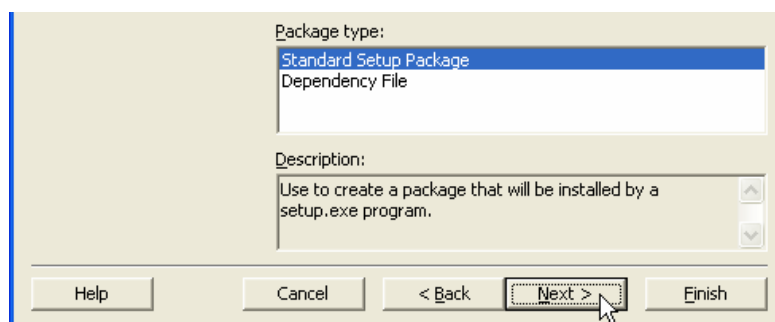 Package type:
Standard Setup Package
Dependency File
Description:
Use to create a package that will be installed by a
setup.exe program.
Help
Cancel
< Back
Next >
Finish